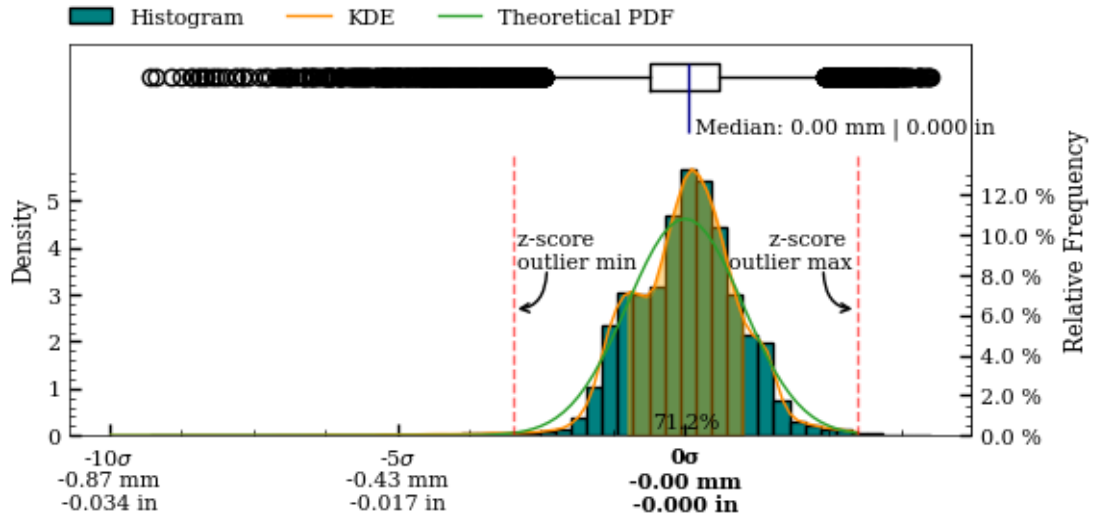 Histogram KDE Theoretical PDF
Median: 0.00 mm | 0.000 in
Density
Relative Frequency
5
4
3
2
1
0
12.0 %
10.0 %
8.0 %
6.0 %
4.0 %
2.0 %
0.0 %
z-score
outlier min
z-score
outlier max
71.2%
-10σ
-0.87 mm
-0.034 in
-5σ
-0.43 mm
-0.017 in
0σ
-0.00 mm
-0.000 in